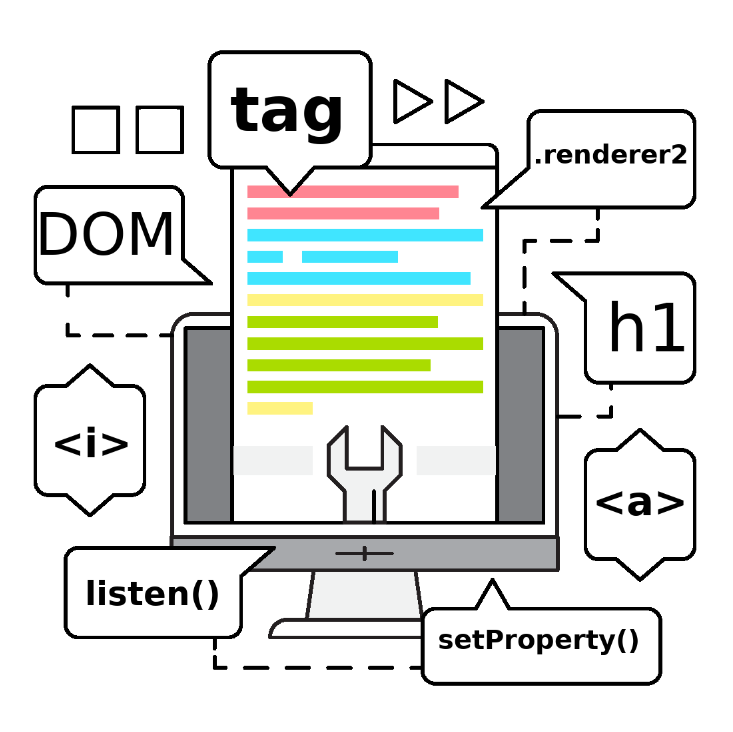 tag
.renderer2
DOM
h1
<i>
<a>
listen()
setProperty()